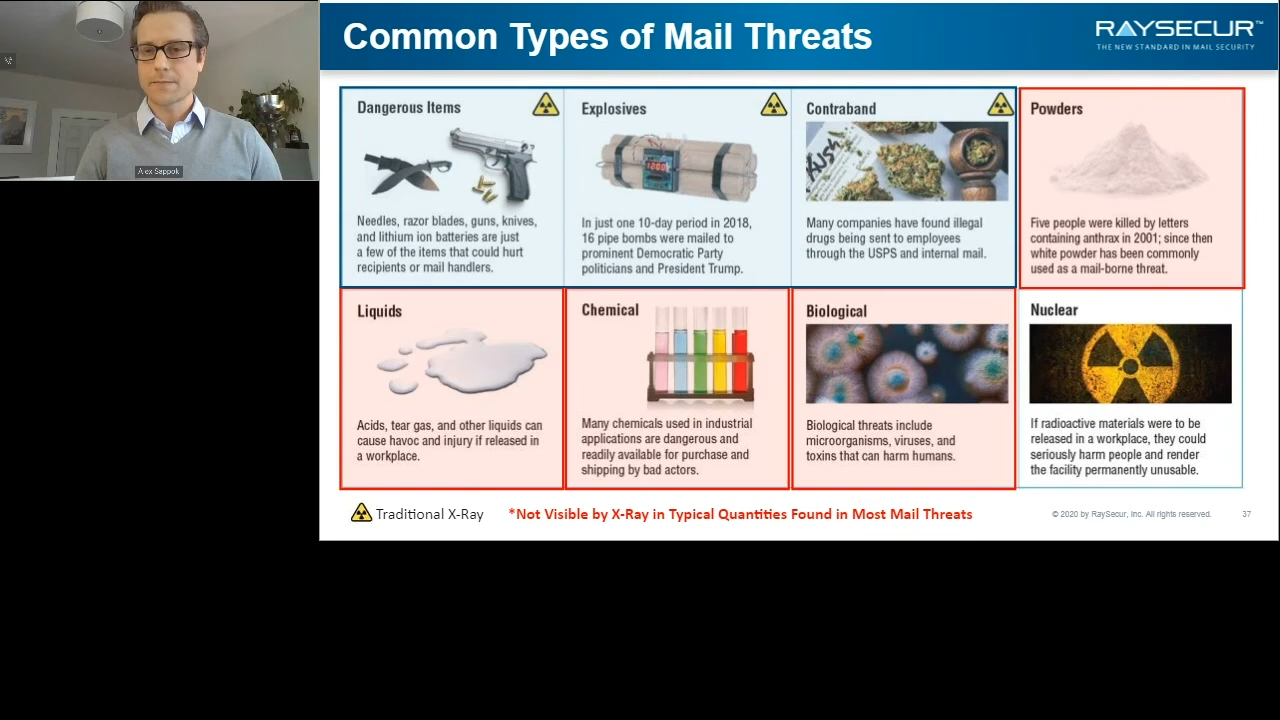 Common Types of Mail Threats
RAYSECUR™
THE NEW STANDARD IN MAIL SECURITY
Alex Sappok
Dangerous Items
Needles, razor blades, guns, knives,
and lithium ion batteries are just
a few of the items that could hurt
recipients or mail handlers.
Explosives
In just one 10-day period in 2018,
16 pipe bombs were mailed to
prominent Democratic Party
politicians and President Trump.
Contraband
KUSH
Many companies have found illegal
drugs being sent to employees
through the USPS and internal mail.
Powders
Five people were killed by letters
containing anthrax in 2001; since then
white powder has been commonly
used as a mail-borne threat.
Liquids
Acids, tear gas, and other liquids can
cause havoc and injury if released in
a workplace.
Chemical
Many chemicals used in industrial
applications are dangerous and
readily available for purchase and
shipping by bad actors.
Biological
Biological threats include
microorganisms, viruses, and
toxins that can harm humans.
Nuclear
If radioactive materials were to be
released in a workplace, they could
seriously harm people and render
the facility permanently unusable.
Traditional X-Ray
*Not Visible by X-Ray in Typical Quantities Found in Most Mail Threats
© 2020 by RaySecur, Inc. All rights reserved.
37